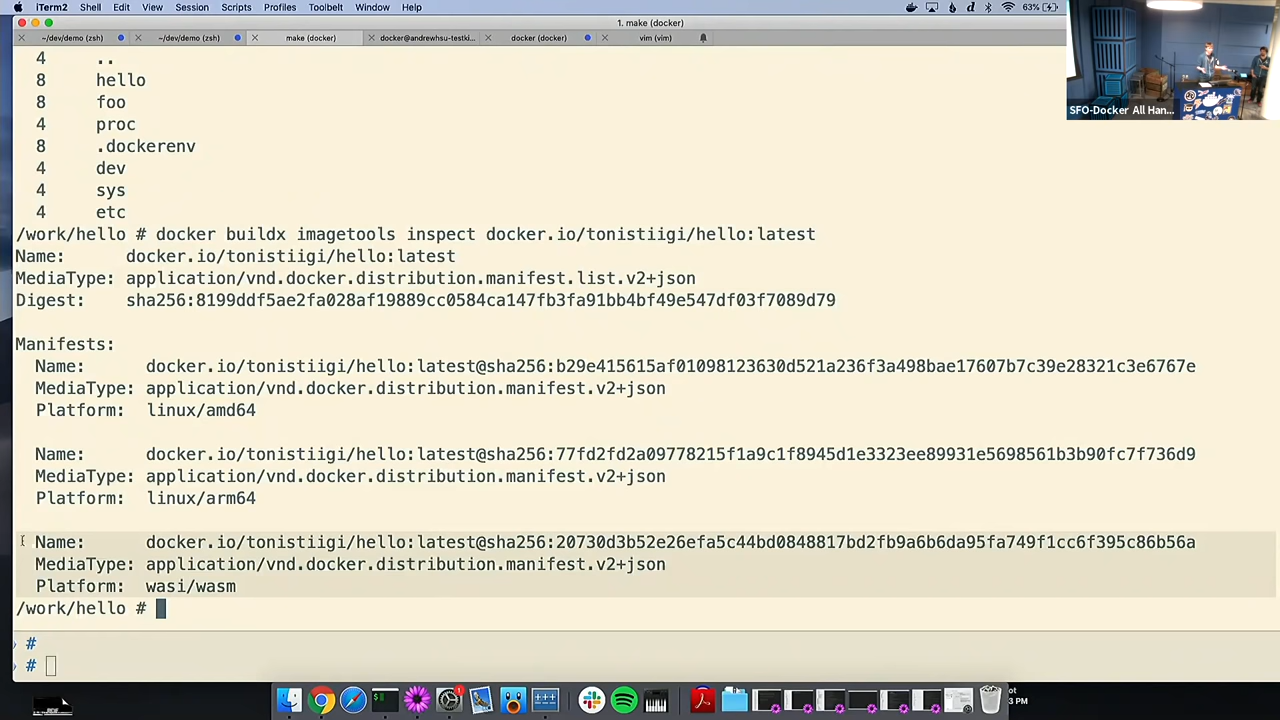 iTerm2 Shell Edit View Session Scripts Profiles Toolbelt Window Help 63%
1. make (docker)
~/dev/demo (zsh) ~/dev/demo (zsh) make (docker) docker@andrewhsu-testki... docker (docker) vim (vim)
4 ..
8 hello
8 foo
4 proc
8 .dockerenv
4 dev
4 sys
4 etc
/work/hello # docker buildx imagetools inspect docker.io/tonistiigi/hello:latest
Name: docker.io/tonistiigi/hello:latest
MediaType: application/vnd.docker.distribution.manifest.list.v2+json
Digest: sha256:8199ddf5ae2fa028af19889cc0584ca147fb3fa91bb4bf49e547df03f7089d79
Manifests:
Name: docker.io/tonistiigi/hello:latest@sha256:b29e415615af01098123630d521a236f3a498bae17607b7c39e28321c3e6767e
MediaType: application/vnd.docker.distribution.manifest.v2+json
Platform: linux/amd64
Name: docker.io/tonistiigi/hello:latest@sha256:77fd2fd2a09778215f1a9c1f8945d1e3323ee89931e5698561b3b90fc7f736d9
MediaType: application/vnd.docker.distribution.manifest.v2+json
Platform: linux/arm64
Name: docker.io/tonistiigi/hello:latest@sha256:20730d3b52e26efa5c44bd0848817bd2fb9a6b6da95fa749f1cc6f395c86b56a
MediaType: application/vnd.docker.distribution.manifest.v2+json
Platform: wasi/wasm
/work/hello #
#
#
SFO-Docker All Han...
ot
3 PM